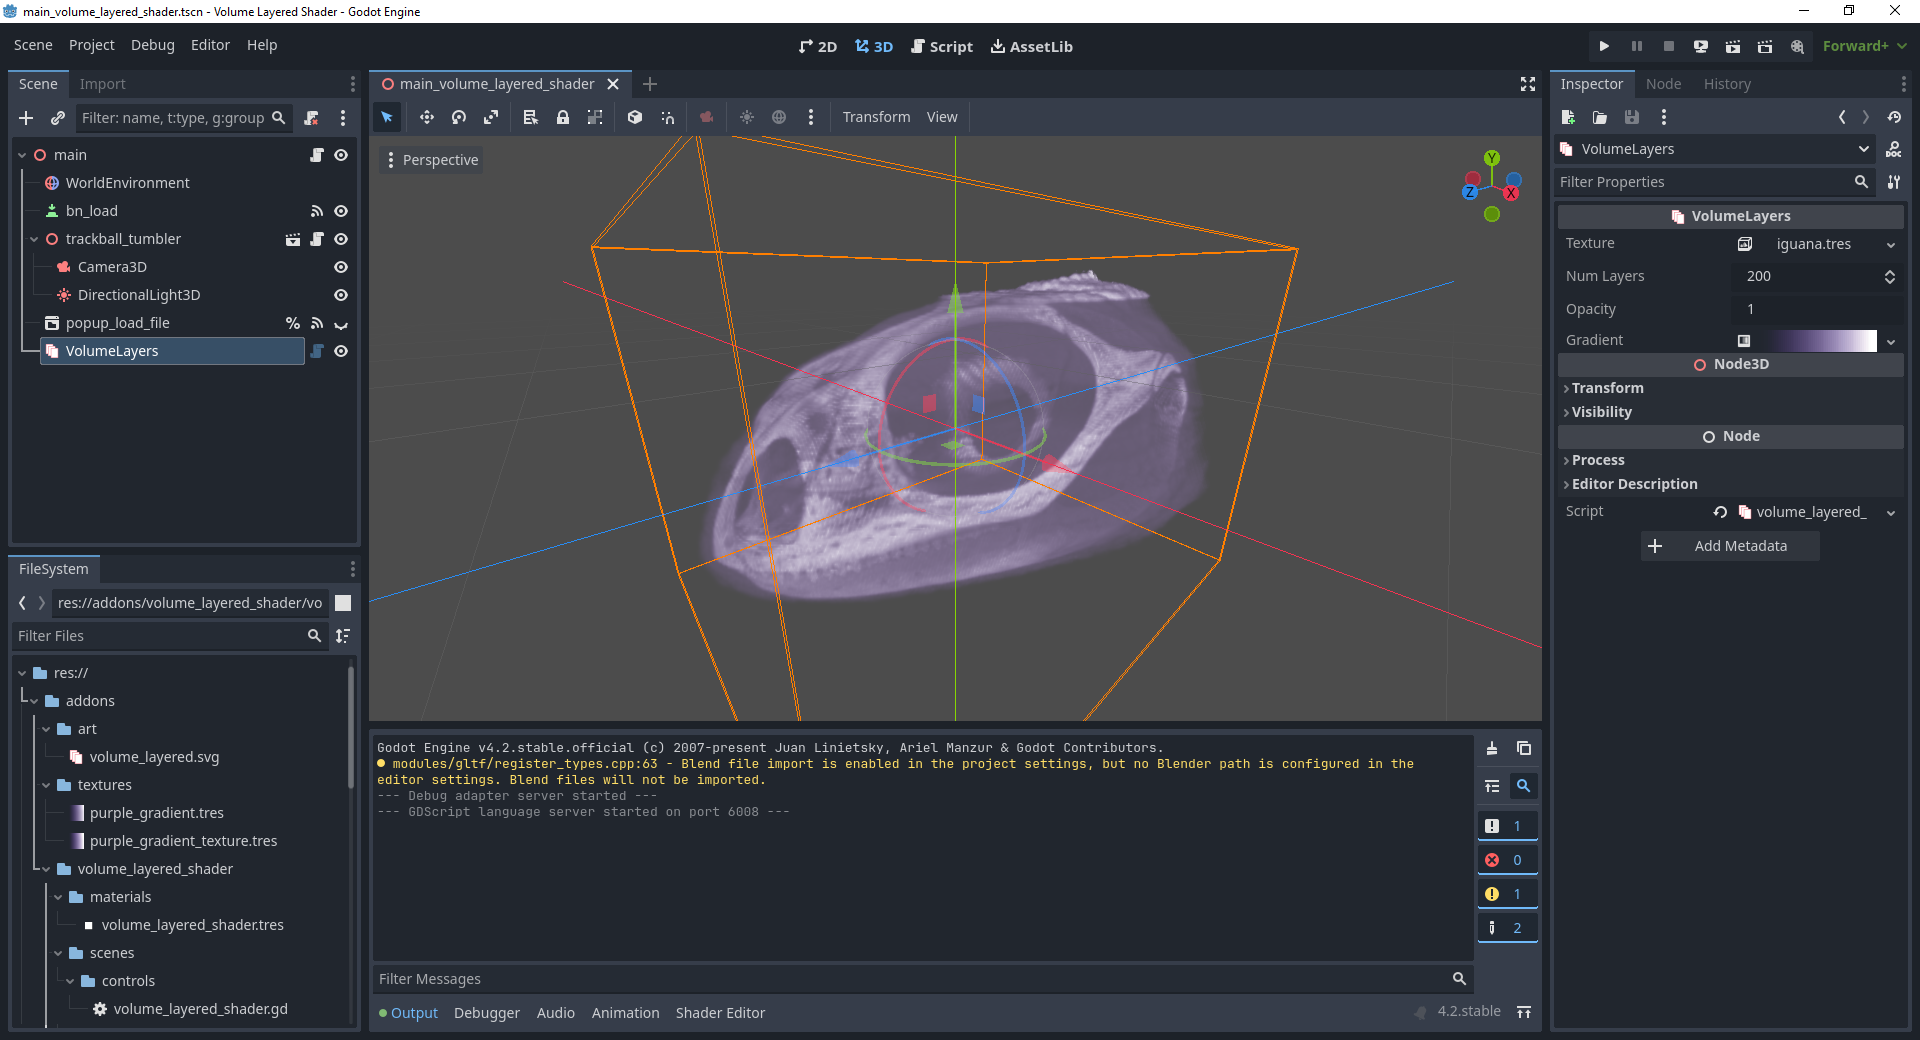 main_volume_layered_shader.tscn - Volume Layered Shader - Godot Engine
Scene Project Debug Editor Help
2D 3D Script AssetLib
Forward+
Scene Import
Filter: name, t:type, g:group
main
WorldEnvironment
bn_load
trackball_tumbler
Camera3D
DirectionalLight3D
popup_load_file
%
VolumeLayers
FileSystem
res://addons/volume_layered_shader/vo
Filter Files
res://
addons
art
volume_layered.svg
textures
purple_gradient.tres
purple_gradient_texture.tres
volume_layered_shader
materials
volume_layered_shader.tres
scenes
controls
volume_layered_shader.gd
main_volume_layered_shader
Transform View
Perspective
Y
Z X
Godot Engine v4.2.stable.official (c) 2007-present Juan Linietsky, Ariel Manzur & Godot Contributors.
modules/gltf/register_types.cpp:63 - Blend file import is enabled in the project settings, but no Blender path is configured in the
editor settings. Blend files will not be imported.
--- Debug adapter server started ---
--- GDScript language server started on port 6008 ---
1
0
1
2
Filter Messages
Output Debugger Audio Animation Shader Editor
4.2.stable
Inspector Node History
VolumeLayers
DOC
Filter Properties
VolumeLayers
Texture iguana.tres
Num Layers 200
Opacity 1
Gradient
Node3D
Transform
Visibility
Node
Process
Editor Description
Script volume_layered_
Add Metadata